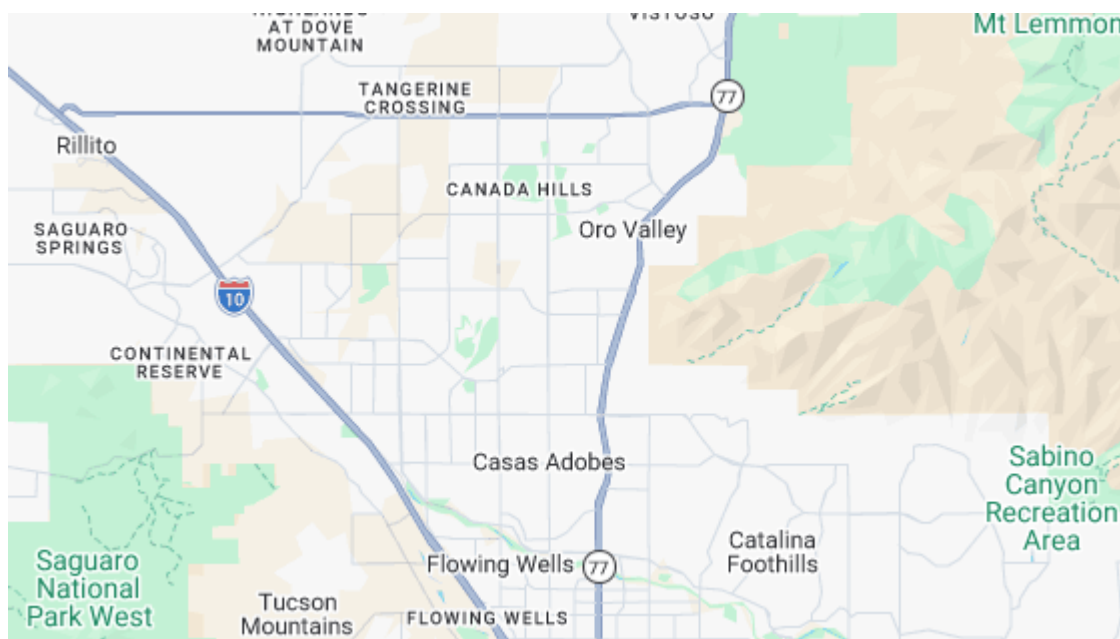 AT DOVE
MOUNTAIN
VISTOSO
Mt Lemmon
TANGERINE
CROSSING
77
Rillito
CANADA HILLS
SAGUARO
SPRINGS
Oro Valley
10
CONTINENTAL
RESERVE
Casas Adobes
Sabino
Canyon
Recreation
Area
Catalina
Foothills
Saguaro
National
Park West
Flowing Wells
77
Tucson
Mountains
FLOWING WELLS